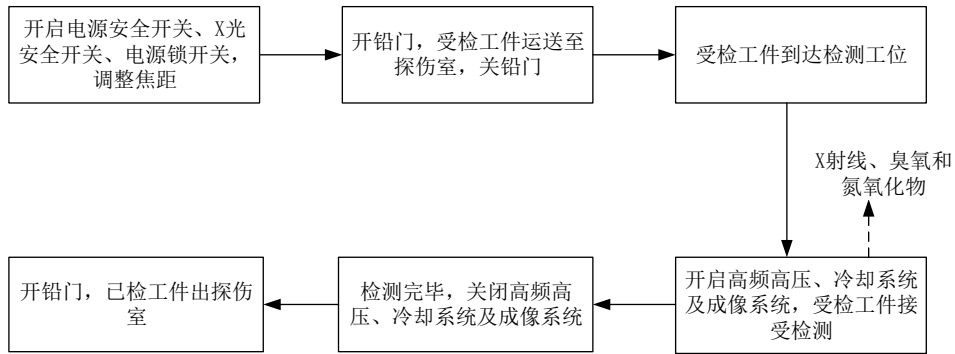 开启电源安全开关、X光
安全开关、电源锁开关，
调整焦距
开铅门，受检工件运送至
探伤室，关铅门
受检工件到达检测工位
X射线、臭氧和
氮氧化物
开启高频高压、冷却系统
及成像系统，受检工件接
受检测
检测完毕，关闭高频高
压、冷却系统及成像系统
开铅门，已检工件出探伤
室